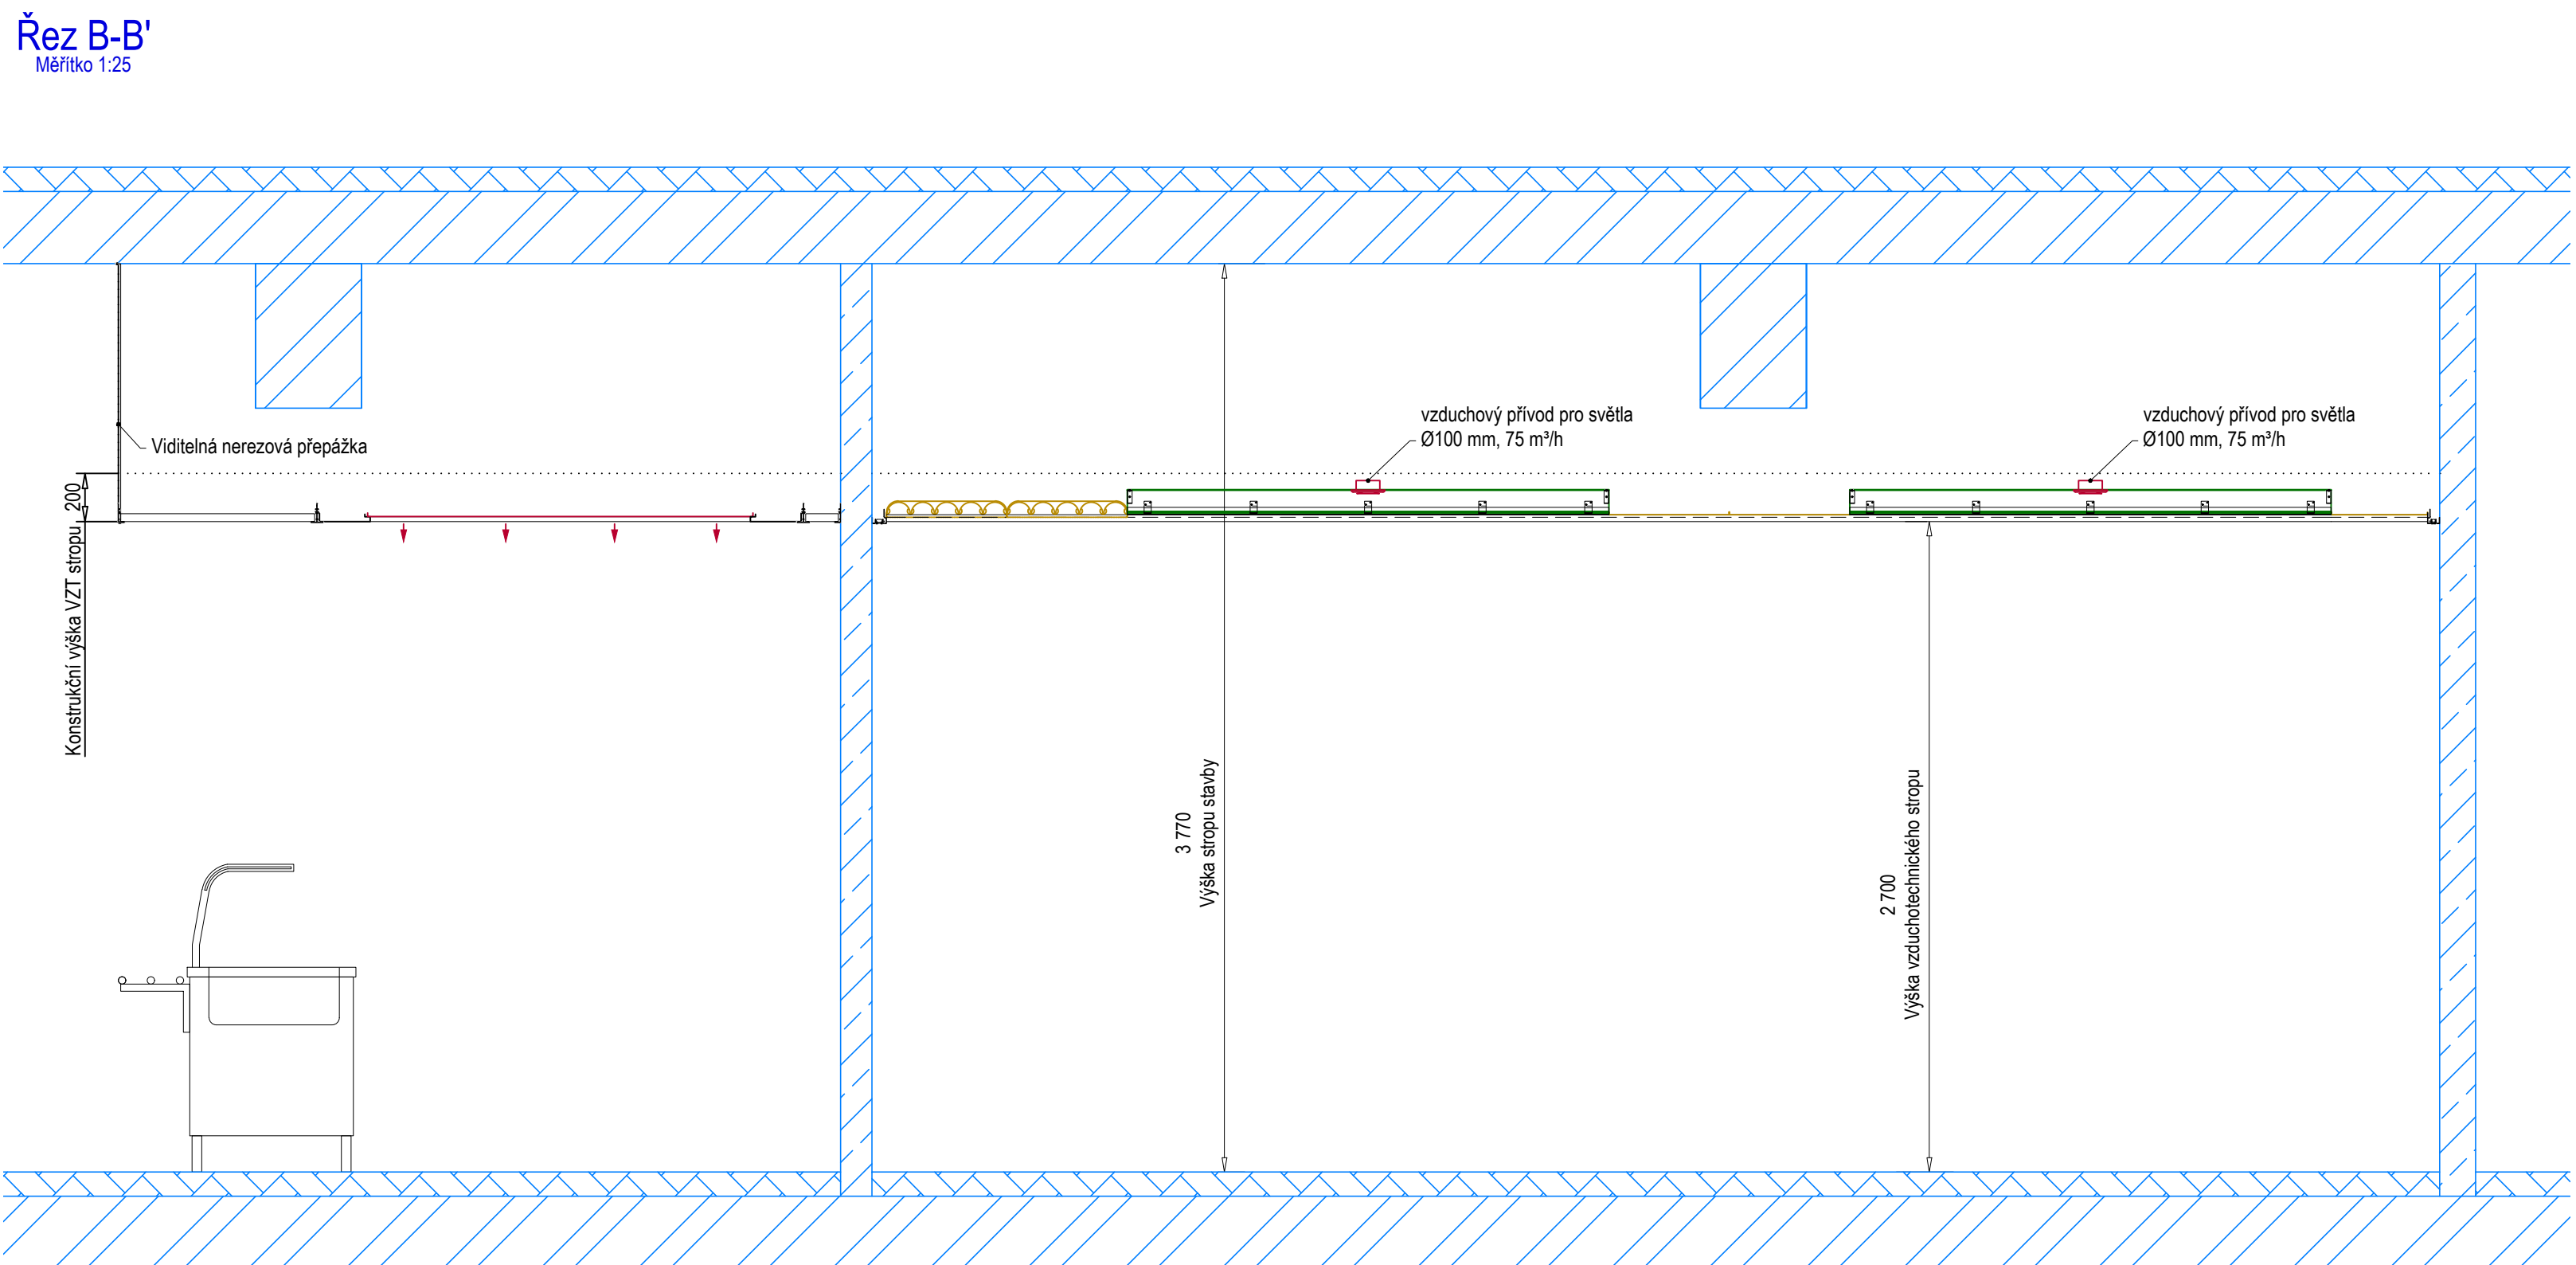 Řez B-B'
Měřítko 1:25
vzduchový přívod pro světla
Ø100 mm, 75 m³/h
vzduchový přívod pro světla
Ø100 mm, 75 m³/h
Viditelná nerezová přepážka
200
Konstrukční výška VZT stropu
3 770
Výška stropu stavby
2 700
Výška vzduchotechnického stropu